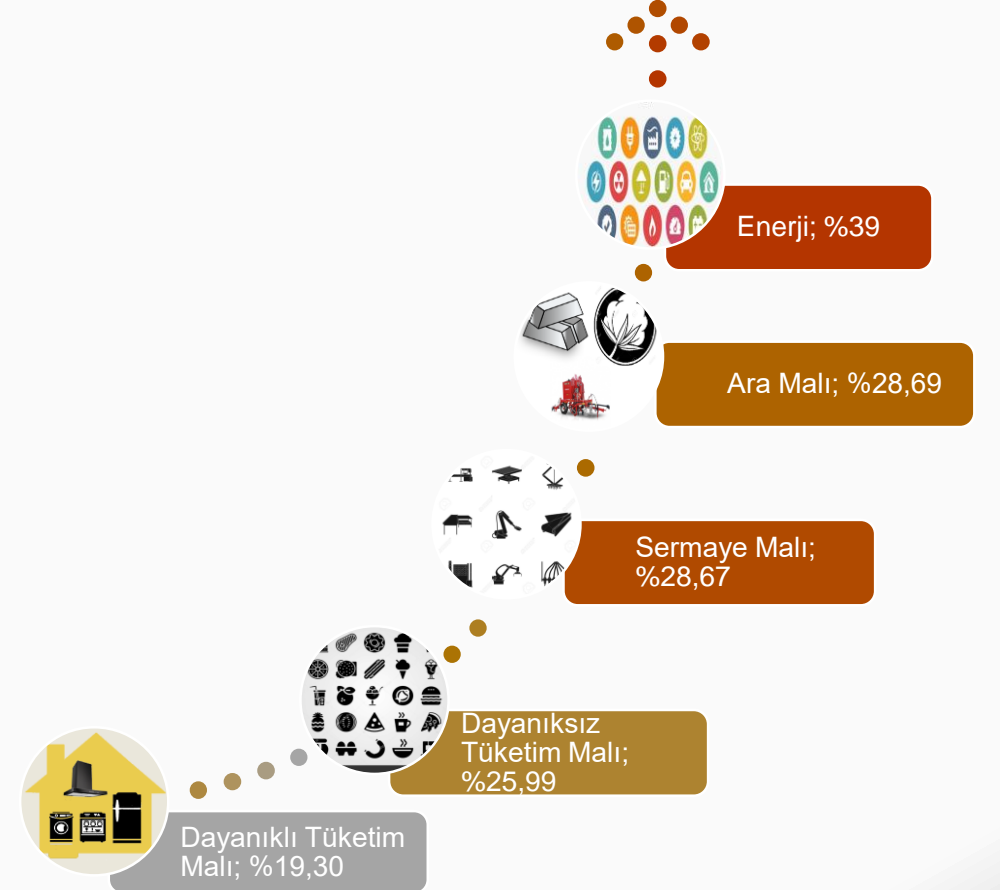 Enerji; %39
Ara Malı; %28,69
Sermaye Malı;
%28,67
Dayanıksız
Tüketim Malı;
%25,99
Dayanıklı Tüketim
Malı; %19,30